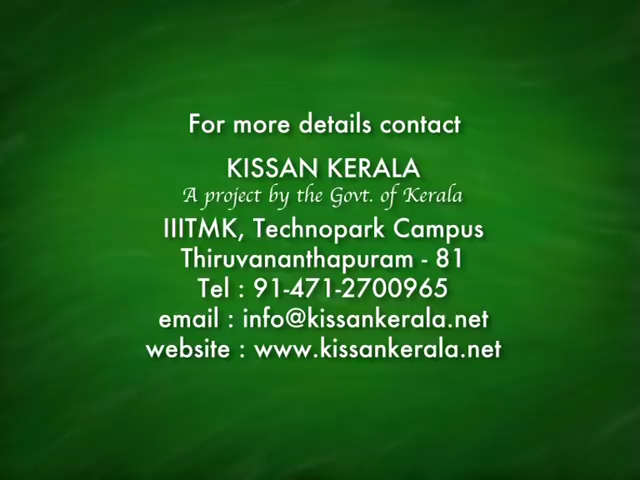 For more details contact
KISSAN KERALA
A project by the Govt. of Kerala
IIITMK, Technopark Campus
Thiruvananthapuram - 81
Tel : 91-471-2700965
email : info@kissankerala.net
website : www.kissankerala.net